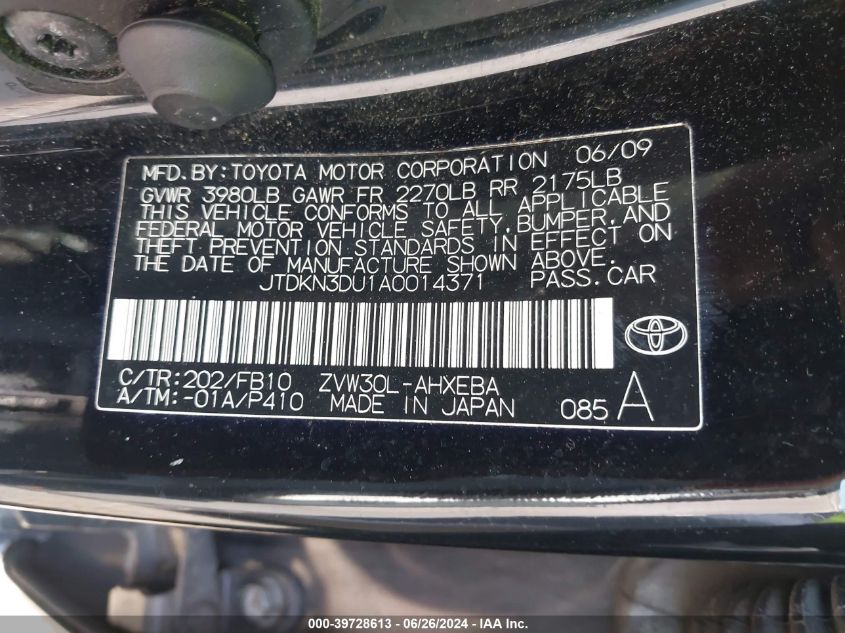 MFD.BY:TOYOTA MOTOR CORPORATION 06/09
GVWR 3980LB GAWR FR 2270LB RR 2175LB
THIS VEHICLE CONFORMS TO ALL APPLICABLE
FEDERAL MOTOR VEHICLE SAFETY,BUMPER,AND
THEFT PREVENTION STANDARDS IN EFFECT ON
THE DATE OF MANUFACTURE SHOWN ABOVE.
JTDKN3DU1A0014371 PASS.CAR
C/TR:202/FB10 ZVW30L-AHXEBA
A/TM:-01A/P410 MADE IN JAPAN 085 A
000-39728613 - 06/26/2024 - IAA Inc.